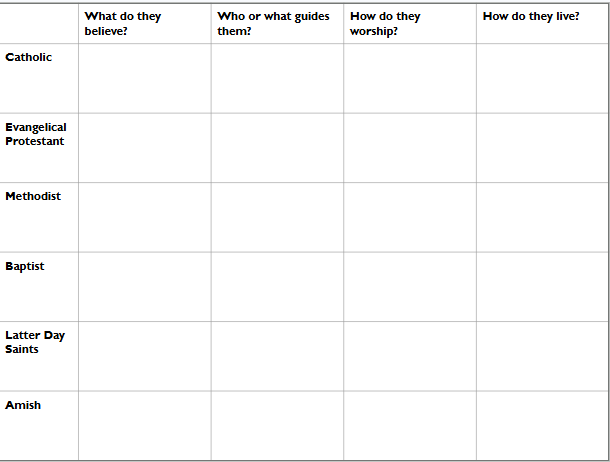 What do they
believe?
Who or what guides
them?
How do they
worship?
How do they live?
Catholic
Evangelical
Protestant
Methodist
Baptist
Latter Day
Saints
Amish